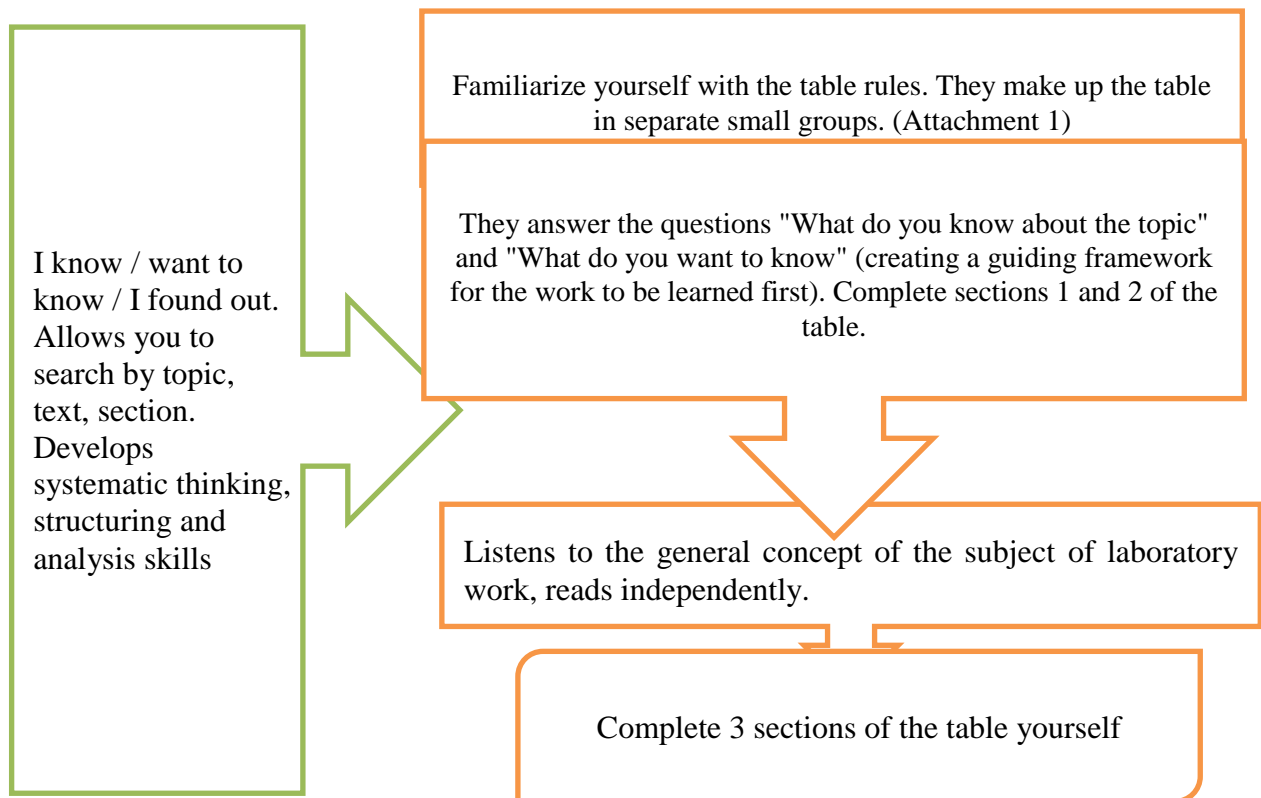 I know / want to
know / I found out.
Allows you to
search by topic,
text, section.
Develops
systematic thinking,
structuring and
analysis skills
Familiarize yourself with the table rules. They make up the table
in separate small groups. (Attachment 1)
They answer the questions "What do you know about the topic"
and "What do you want to know" (creating a guiding framework
for the work to be learned first). Complete sections 1 and 2 of the
table.
Listens to the general concept of the subject of laboratory
work, reads independently.
Complete 3 sections of the table yourself